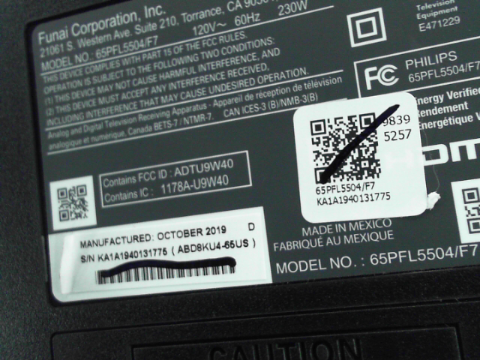 Funai Corporation, Inc.
21061 S. Western Ave. Suite 210, Torrance, CA
MODEL NO. : 65PFL5504/F7 120V~ 60Hz 230W
THIS DEVICE COMPLIES WITH PART 15 OF THE FCC RULES.
OPERATION IS SUBJECT TO THE FOLLOWING TWO CONDITIONS:
(1) THIS DEVICE MAY NOT CAUSE HARMFUL INTERFERENCE, AND
(2) THIS DEVICE MUST ACCEPT ANY INTERFERENCE RECEIVED,
INCLUDING INTERFERENCE THAT MAY CAUSE UNDESIRED OPERATION.
Analog and Digital Television Receiving Apparatus - Appareil de réception de télévision
analogique et numérique, Canada BETS-7 / NTMR-7. CAN ICES-3 (B)/NMB-3(B)
Listed
E471229
FC
PHILIPS
65PFL5504/F7
Energy Verified
Rendement
Énergétique
HDM
9839
5257
65PFL5504/F7
KA1A1940131775
Contains FCC ID : ADTU9W40
Contains IC : 1178A-U9W40
MANUFACTURED: OCTOBER 2019 D
S/N KA1A1940131775 ( ABD8KU4-55US )
MADE IN MEXICO
FABRIQUÉ AU MEXIQUE
MODEL NO. : 65PFL5504/F7
CAUTION